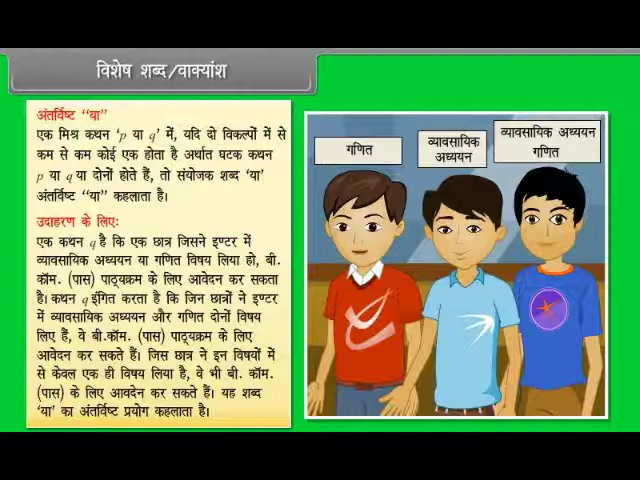 विशेष शब्द/वाक्यांश
अंतर्विष्ट “या”
एक मिश्र कथन ‘p या q’ में, यदि दो विकल्पों में से
कम से कम कोई एक होता है अर्थात घटक कथन
p या q या दोनों होते हैं, तो संयोजक शब्द ‘या’
अंतर्विष्ट “या” कहलाता है।
उदाहरण के लिए:
एक कथन q है कि एक छात्र जिसने इण्टर में
व्यावसायिक अध्ययन या गणित विषय लिया हो, बी.
कॉम. (पास) पाठ्यक्रम के लिए आवेदन कर सकता
है। कथन q इंगित करता है कि जिन छात्रों ने इण्टर
में व्यावसायिक अध्ययन और गणित दोनों विषय
लिए हैं, वे बी.कॉम. (पास) पाठ्यक्रम के लिए
आवेदन कर सकते हैं। जिस छात्र ने इन विषयों में
से केवल एक ही विषय लिया है, वे भी बी. कॉम.
(पास) के लिए आवदेन कर सकते हैं। यह शब्द
‘या’ का अंतर्विष्ट प्रयोग कहलाता है।
गणित
व्यावसायिक
अध्ययन
व्यावसायिक अध्ययन
गणित